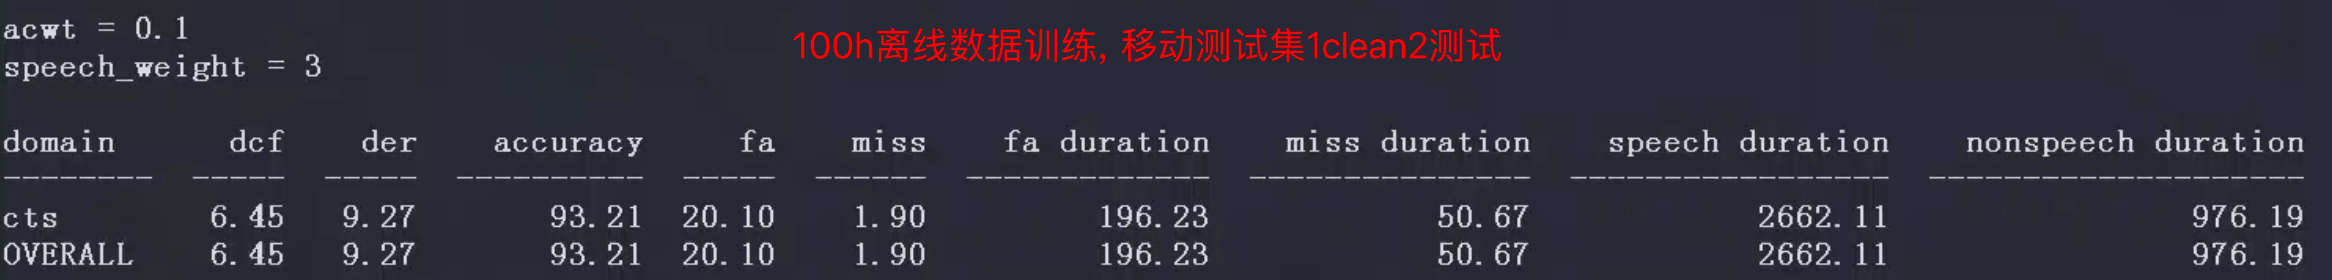 acwt = 0.1
100h离线数据训练, 移动测试集1clean2测试
speech_weight = 3
domain dcf der accuracy fa miss fa duration miss duration speech duration nonspeech duration
-------- ----- ----- ---------- ----- ------ ------------- --------------- ----------------- --------------------
cts 6.45 9.27 93.21 20.10 1.90 196.23 50.67 2662.11 976.19
OVERALL 6.45 9.27 93.21 20.10 1.90 196.23 50.67 2662.11 976.19